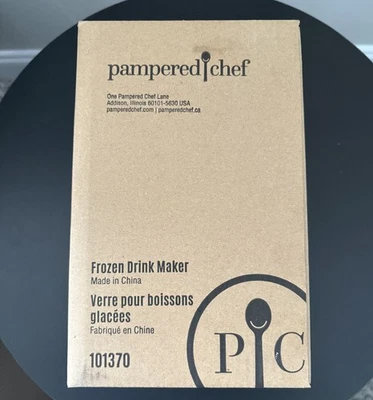 pampered chef
One Pampered Chef Lane
Addison, Illinois 60101-5630 USA
pamperedchef.com | pamperedchef.ca
Frozen Drink Maker
Made in China
Verre pour boissons
glacées
Fabriqué en Chine
101370
PC